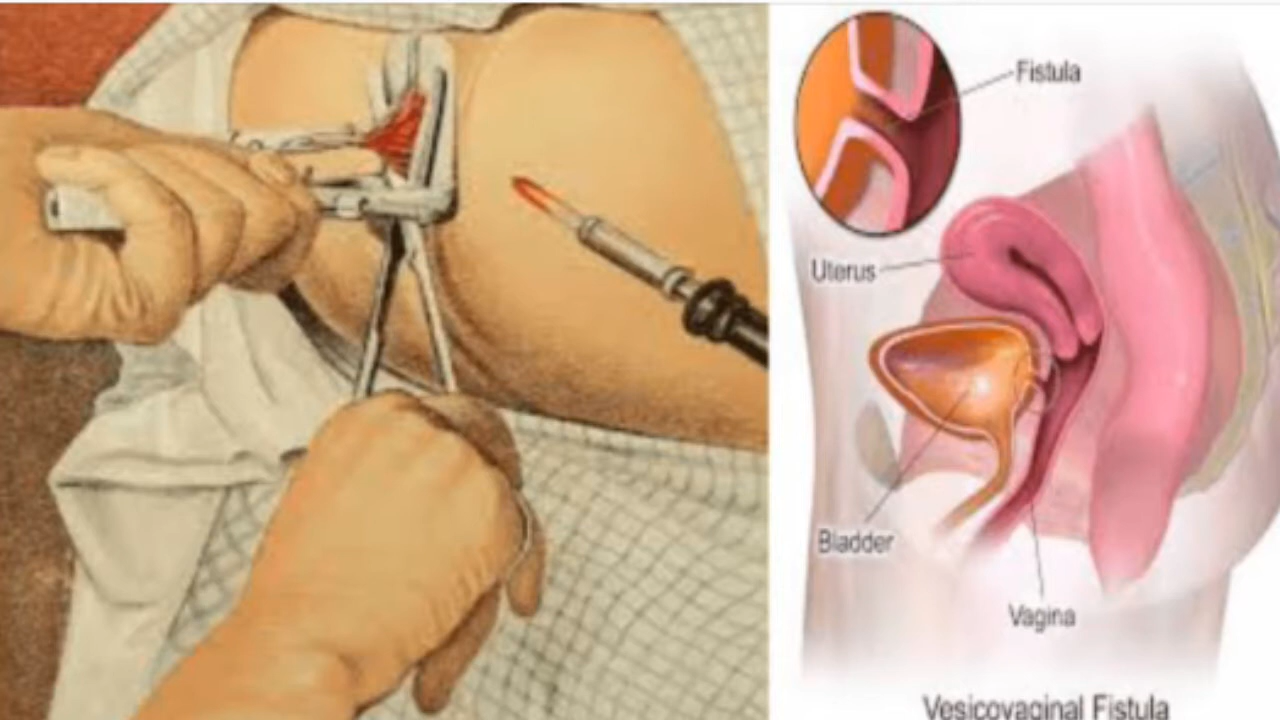 Fistula
Uterus
Bladder
Vagina
Vesicovaginal Fistula